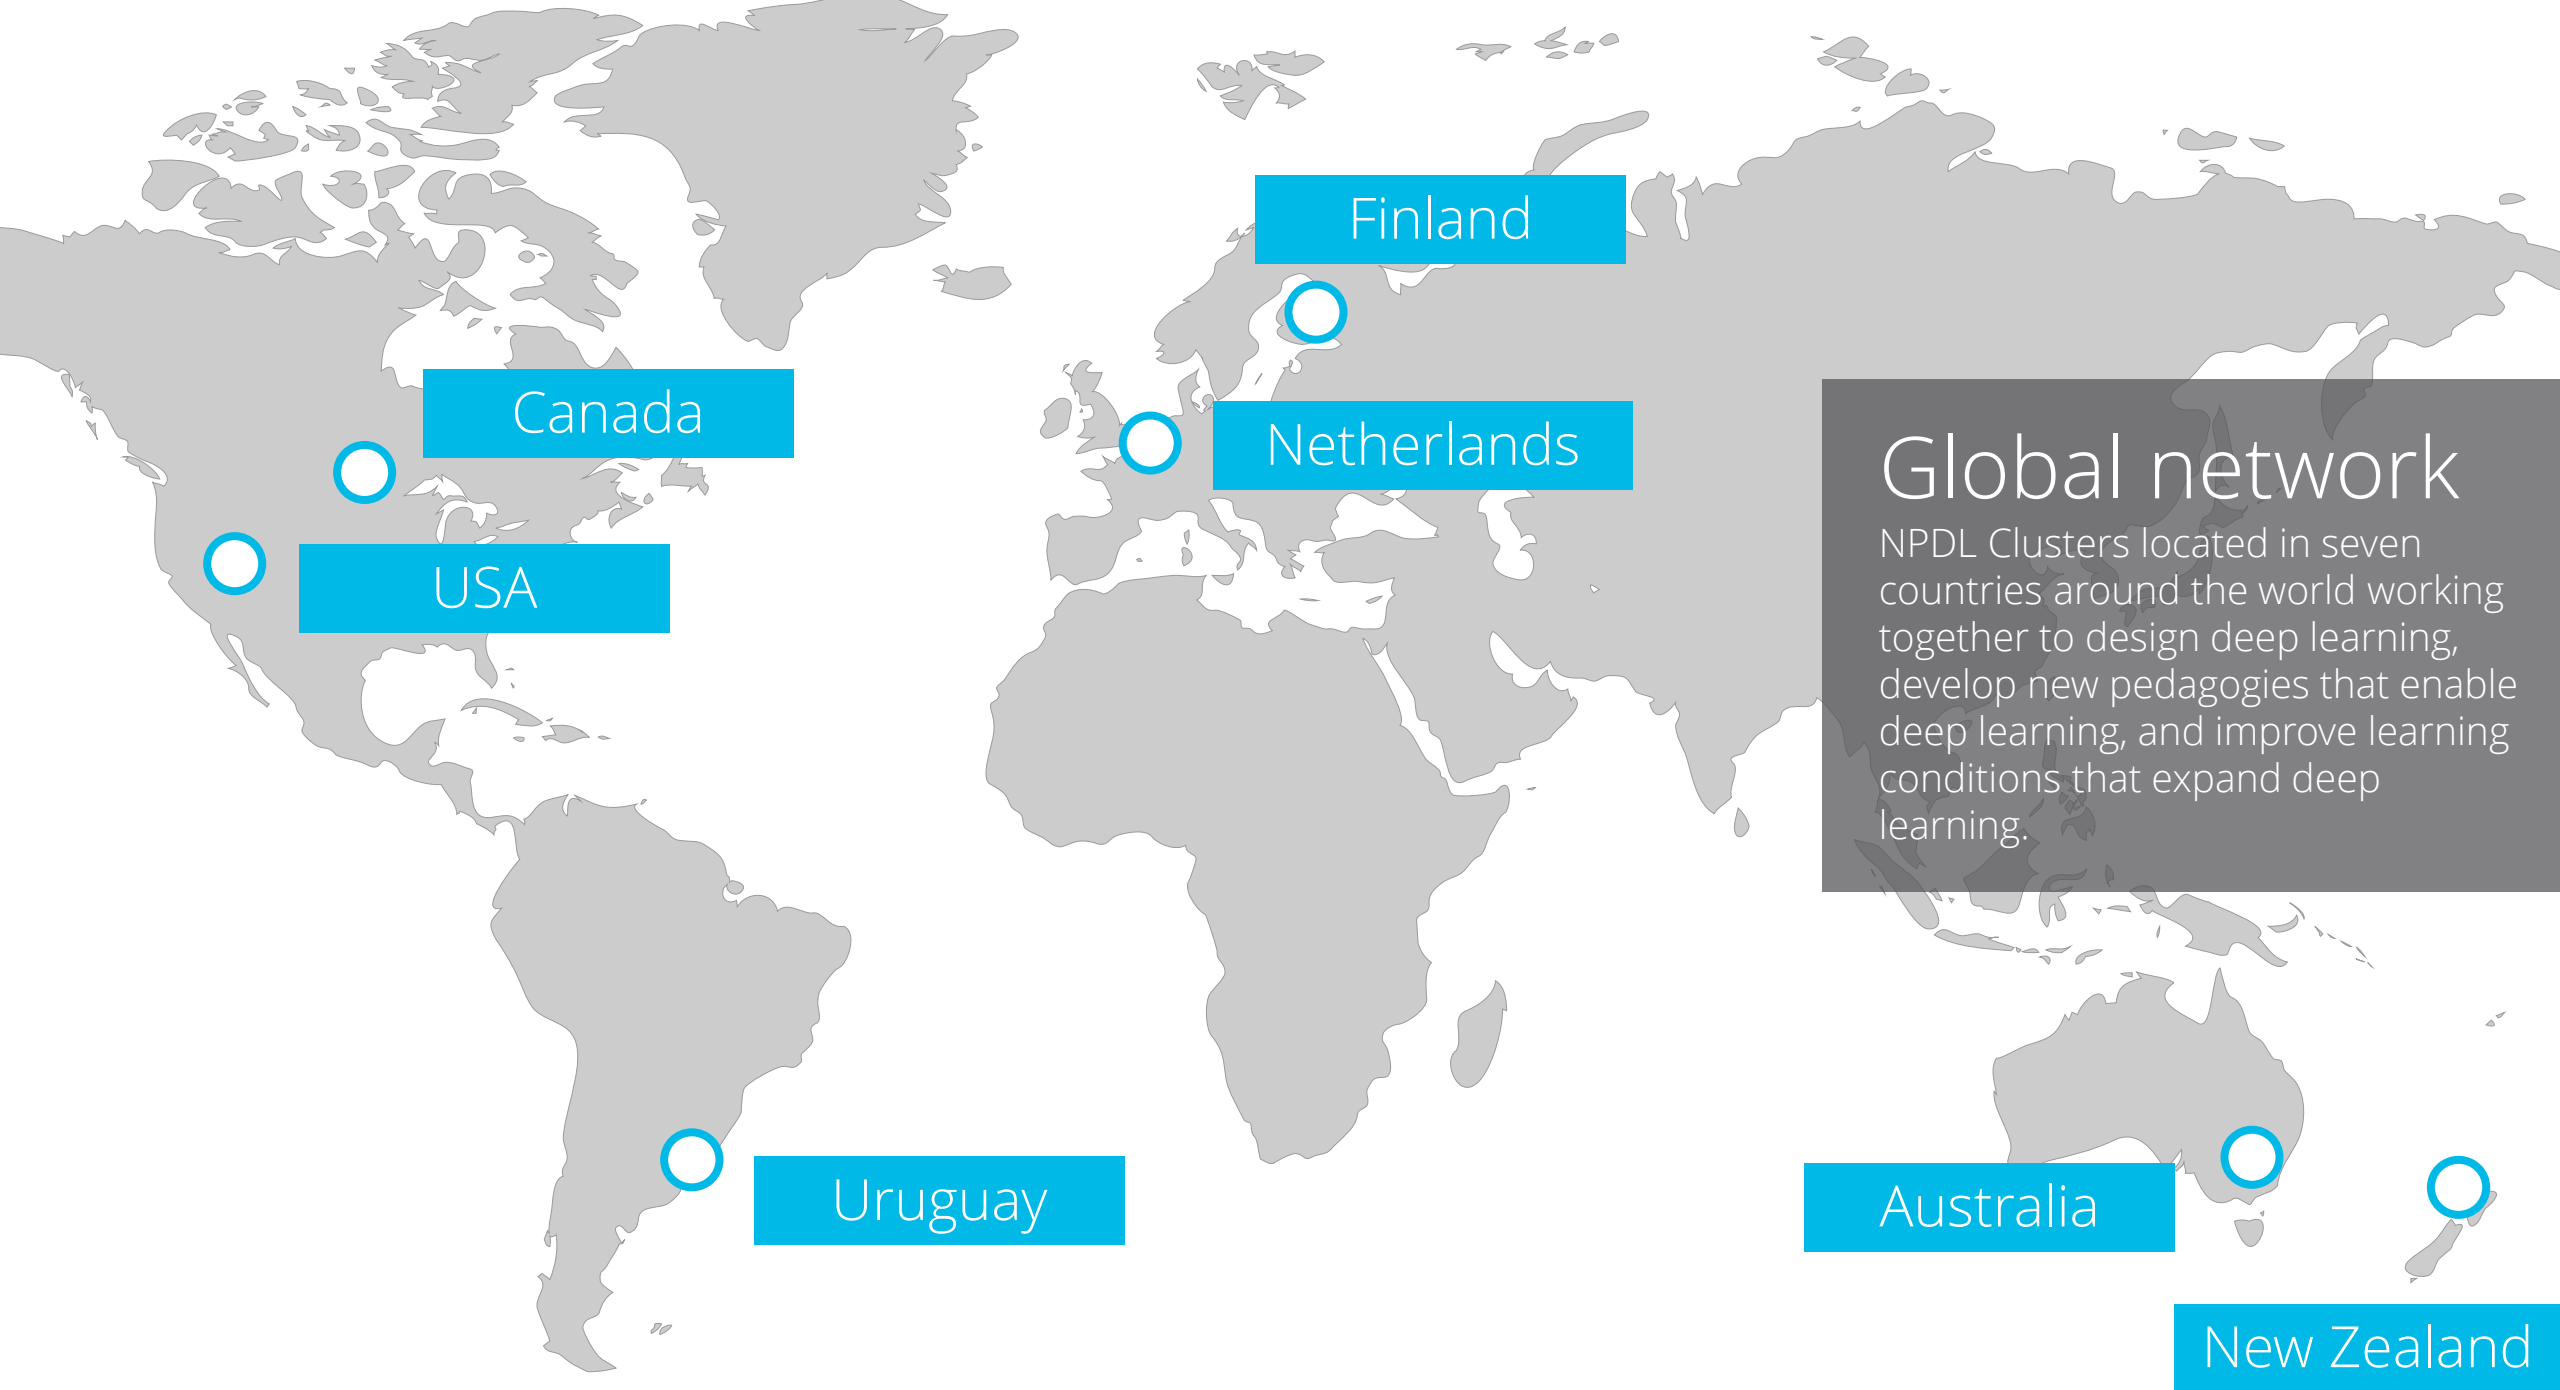 Finland
Canada
Netherlands
USA
Global network
NPDL Clusters located in seven
countries around the world working
together to design deep learning,
develop new pedagogies that enable
deep learning, and improve learning
conditions that expand deep
learning.
Uruguay
Australia
New Zealand